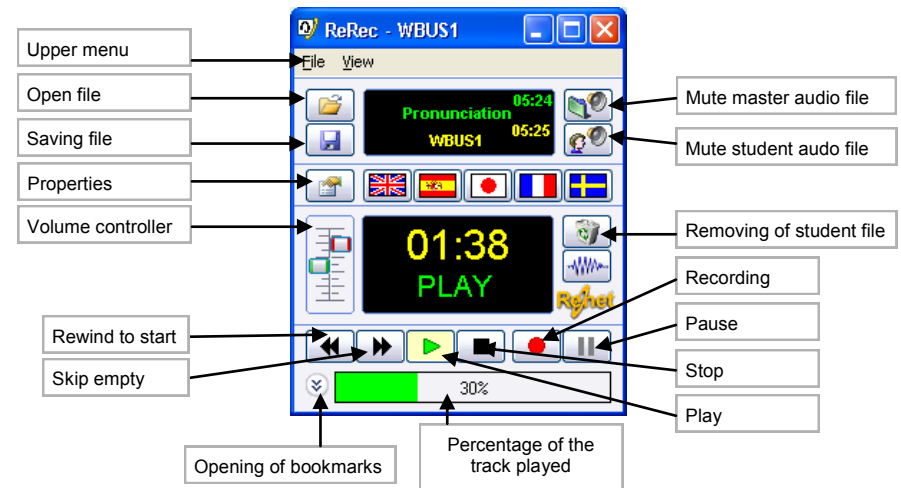 ReRec - WBUS1
File View
Upper menu
Open file
Saving file
Properties
Volume controller
Rewind to start
Skip empty
Opening of bookmarks
05:24
Pronunciation
WBUS1 05:25
01:38
PLAY
Rehet
30%
Percentage of the
track played
Mute master audio file
Mute student audo file
Removing of student file
Recording
Pause
Stop
Play